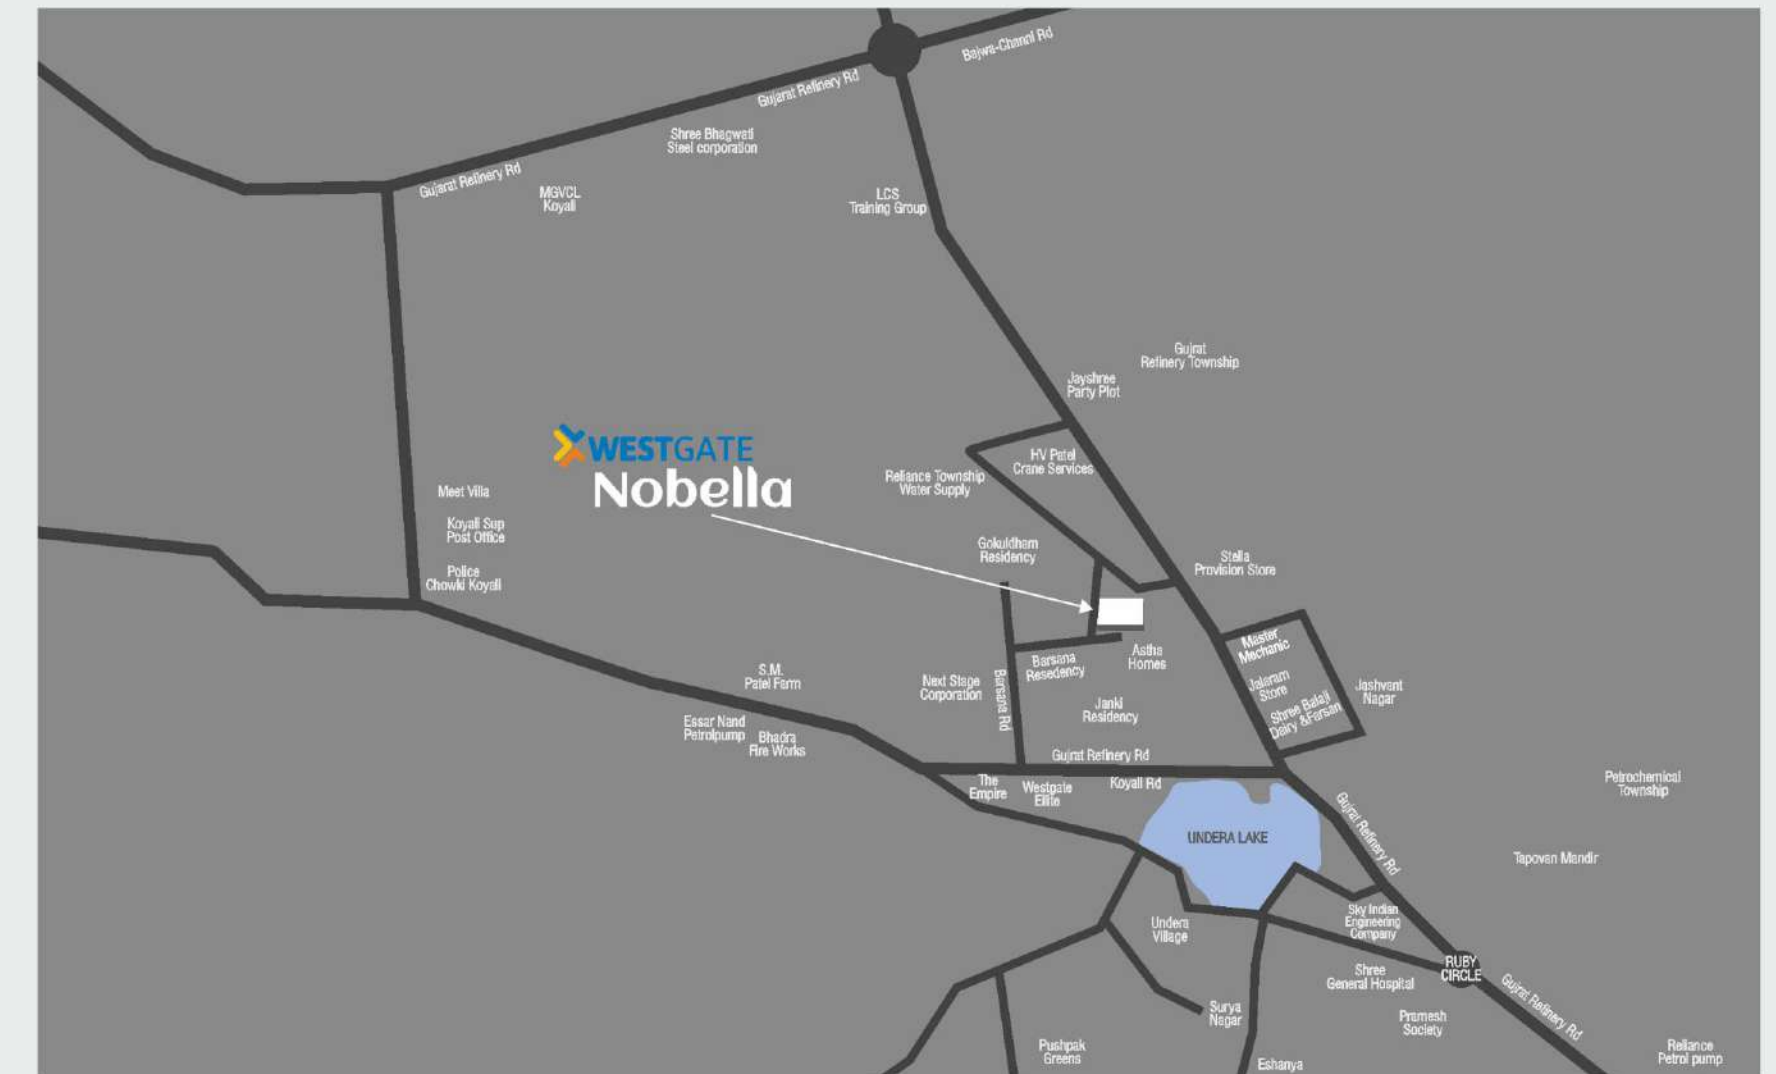 Bajwa-Channi Rd
Gujarat Refinery Rd
Shree Bhagwati
Steel corporation
Gujarat Refinery Rd
MGVCL
Koyali
LCS
Training Group
Gujrat
Refinery Township
Jayshree
Party Plot
WESTGATE
Nobella
HV Patel
Crane Services
Reliance Township
Water Supply
Meet Villa
Koyali Sup
Post Office
Police
Chowki Koyali
Gokuldham
Residency
Stella
Provision Store
Master
Mechanic
Astha
Homes
Barsana
Resedency
S.M.
Patel Farm
Next Stage
Corporation
Barsana Rd
Jalaram
Store
Jashvant
Nagar
Janki
Residency
Shree Balaji
Dairy &Farsan
Essar Nand
Petrolpump
Bhadra
Fire Works
Gujrat Refinery Rd
The
Empire
Westgate
Ellite
Koyali Rd
Petrochemical
Township
Gujrat Refinery Rd
UNDERA LAKE
Tapovan Mandir
Sky Indian
Engineering
Company
Undera
Village
RUBY
CIRCLE
Shree
General Hospital
Gujrat Refinery Rd
Surya
Nagar
Pramesh
Society
Pushpak
Greens
Eshanya
Reliance
Petrol pump